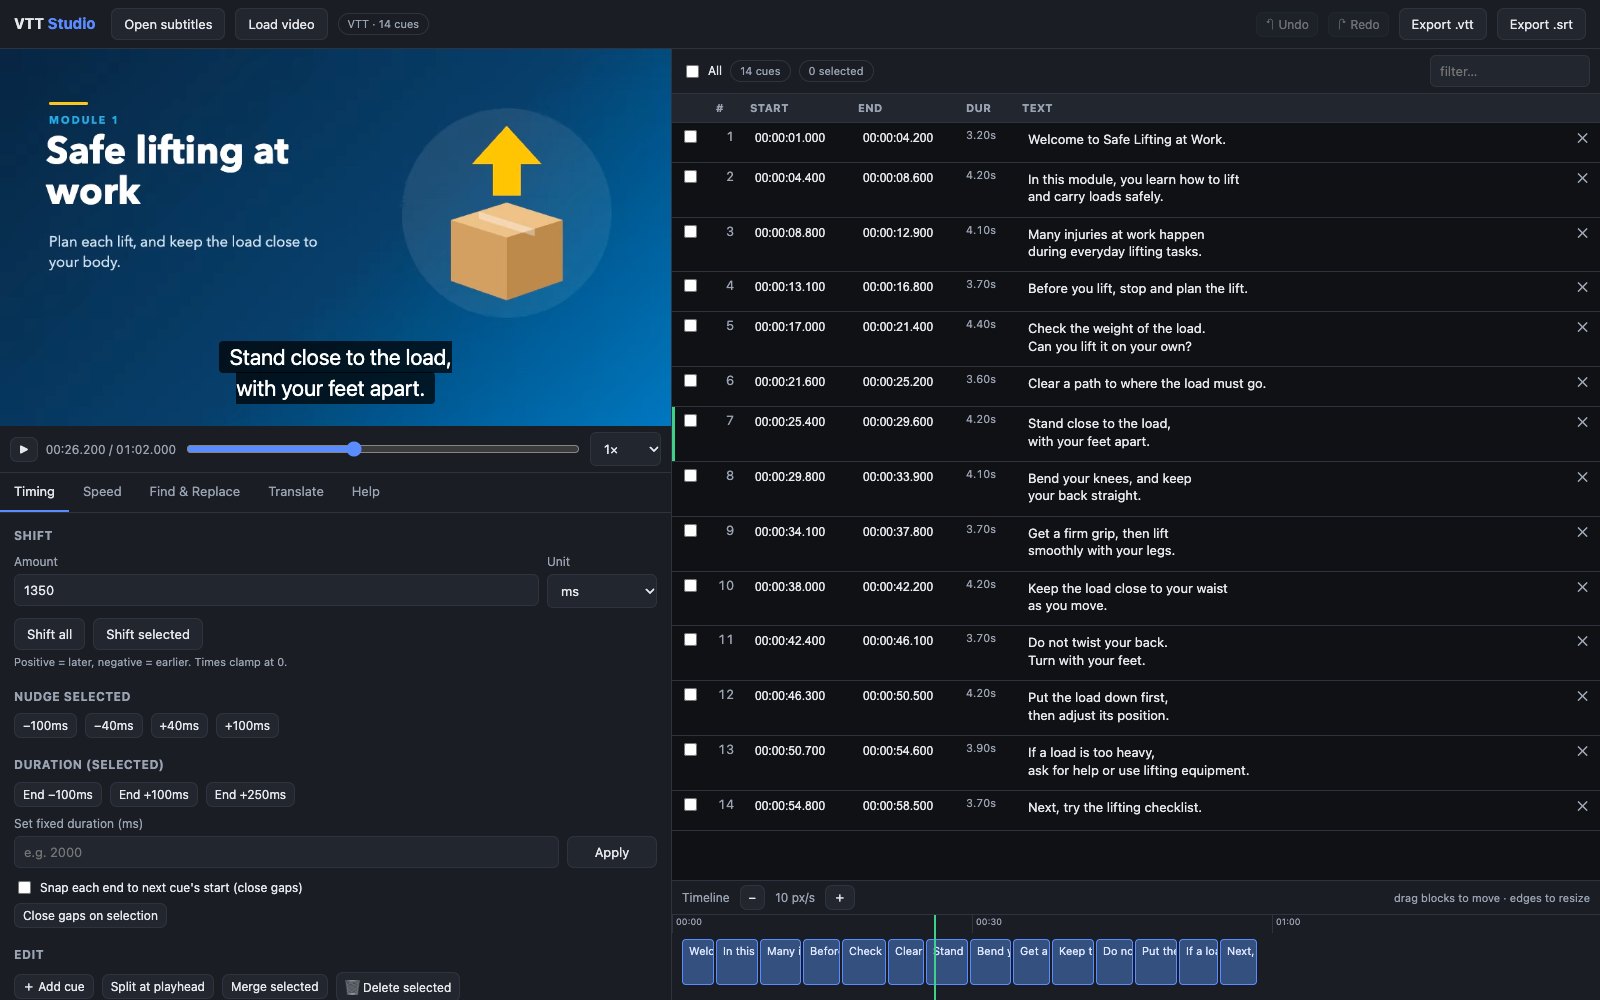 VTT Studio
Open subtitles
Load video
VTT · 14 cues
Undo
Redo
Export .vtt
Export .srt
MODULE 1
Safe lifting at
work
Plan each lift, and keep the load close to
your body.
Stand close to the load,
with your feet apart.
00:26.200 / 01:02.000
1×
Timing
Speed
Find & Replace
Translate
Help
SHIFT
Amount
Unit
1350
ms
Shift all
Shift selected
Positive = later, negative = earlier. Times clamp at 0.
NUDGE SELECTED
−100ms
−40ms
+40ms
+100ms
DURATION (SELECTED)
End −100ms
End +100ms
End +250ms
Set fixed duration (ms)
e.g. 2000
Apply
Snap each end to next cue's start (close gaps)
Close gaps on selection
EDIT
+ Add cue
Split at playhead
Merge selected
Delete selected
All
14 cues
0 selected
filter...
# START END DUR TEXT
1 00:00:01.000 00:00:04.200 3.20s Welcome to Safe Lifting at Work.
2 00:00:04.400 00:00:08.600 4.20s In this module, you learn how to lift
and carry loads safely.
3 00:00:08.800 00:00:12.900 4.10s Many injuries at work happen
during everyday lifting tasks.
4 00:00:13.100 00:00:16.800 3.70s Before you lift, stop and plan the lift.
5 00:00:17.000 00:00:21.400 4.40s Check the weight of the load.
Can you lift it on your own?
6 00:00:21.600 00:00:25.200 3.60s Clear a path to where the load must go.
7 00:00:25.400 00:00:29.600 4.20s Stand close to the load,
with your feet apart.
8 00:00:29.800 00:00:33.900 4.10s Bend your knees, and keep
your back straight.
9 00:00:34.100 00:00:37.800 3.70s Get a firm grip, then lift
smoothly with your legs.
10 00:00:38.000 00:00:42.200 4.20s Keep the load close to your waist
as you move.
11 00:00:42.400 00:00:46.100 3.70s Do not twist your back.
Turn with your feet.
12 00:00:46.300 00:00:50.500 4.20s Put the load down first,
then adjust its position.
13 00:00:50.700 00:00:54.600 3.90s If a load is too heavy,
ask for help or use lifting equipment.
14 00:00:54.800 00:00:58.500 3.70s Next, try the lifting checklist.
Timeline − 10 px/s +
drag blocks to move · edges to resize
00:00 00:30 01:00
Welc In this Many i Befor Check Clear Stand Bend y Get a Keep t Do no Put the If a loa Next,